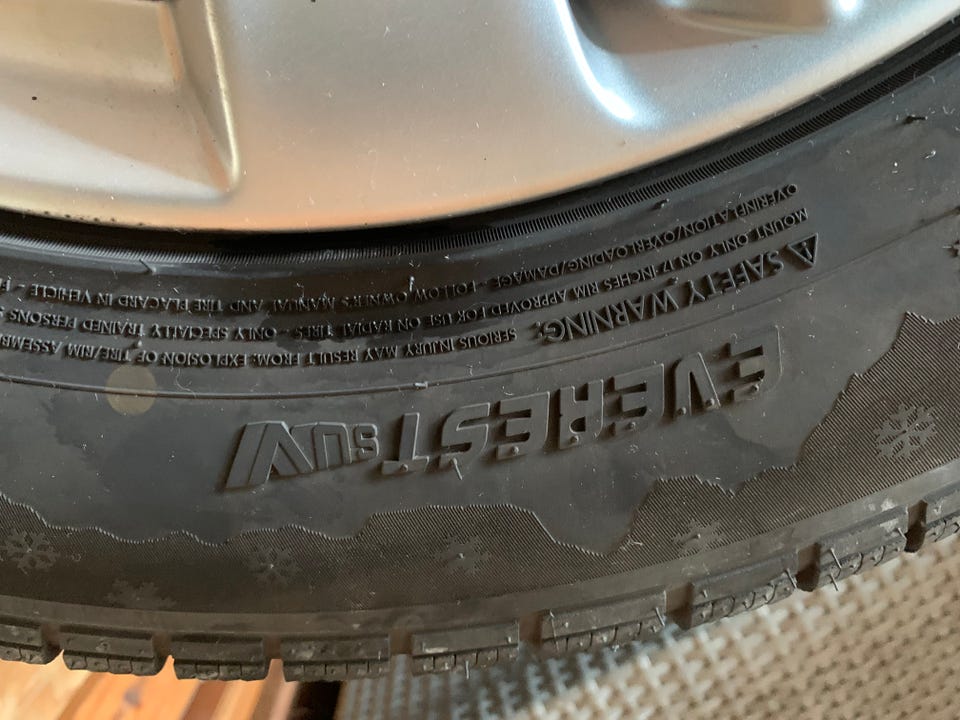 EVEREST SUV
⚠ SAFETY WARNING: SERIOUS INJURY MAY RESULT FROM: EXPLOSION OF TIRE/RIM ASSEMB
MOUNT ONLY ON 17 INCHES RIM APPROVED FOR USE ON RADIAL TIRES - ONLY SPECIALLY TRAINED PERSONS
OVERINFLATION/OVERLOADING/DAMAGE - FOLLOW OWNER'S MANUAL AND TIRE PLACARD IN VEHICLE -